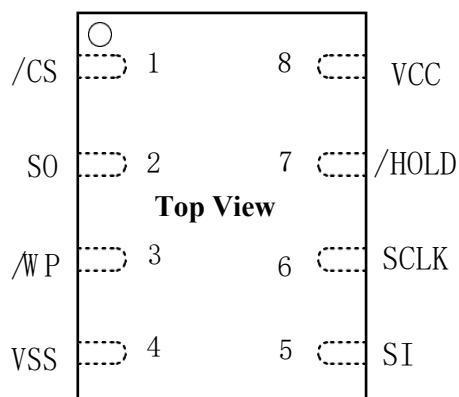 /CS 1 8 VCC
SO 2 7 /HOLD
Top View
/WP 3 6 SCLK
VSS 4 5 SI